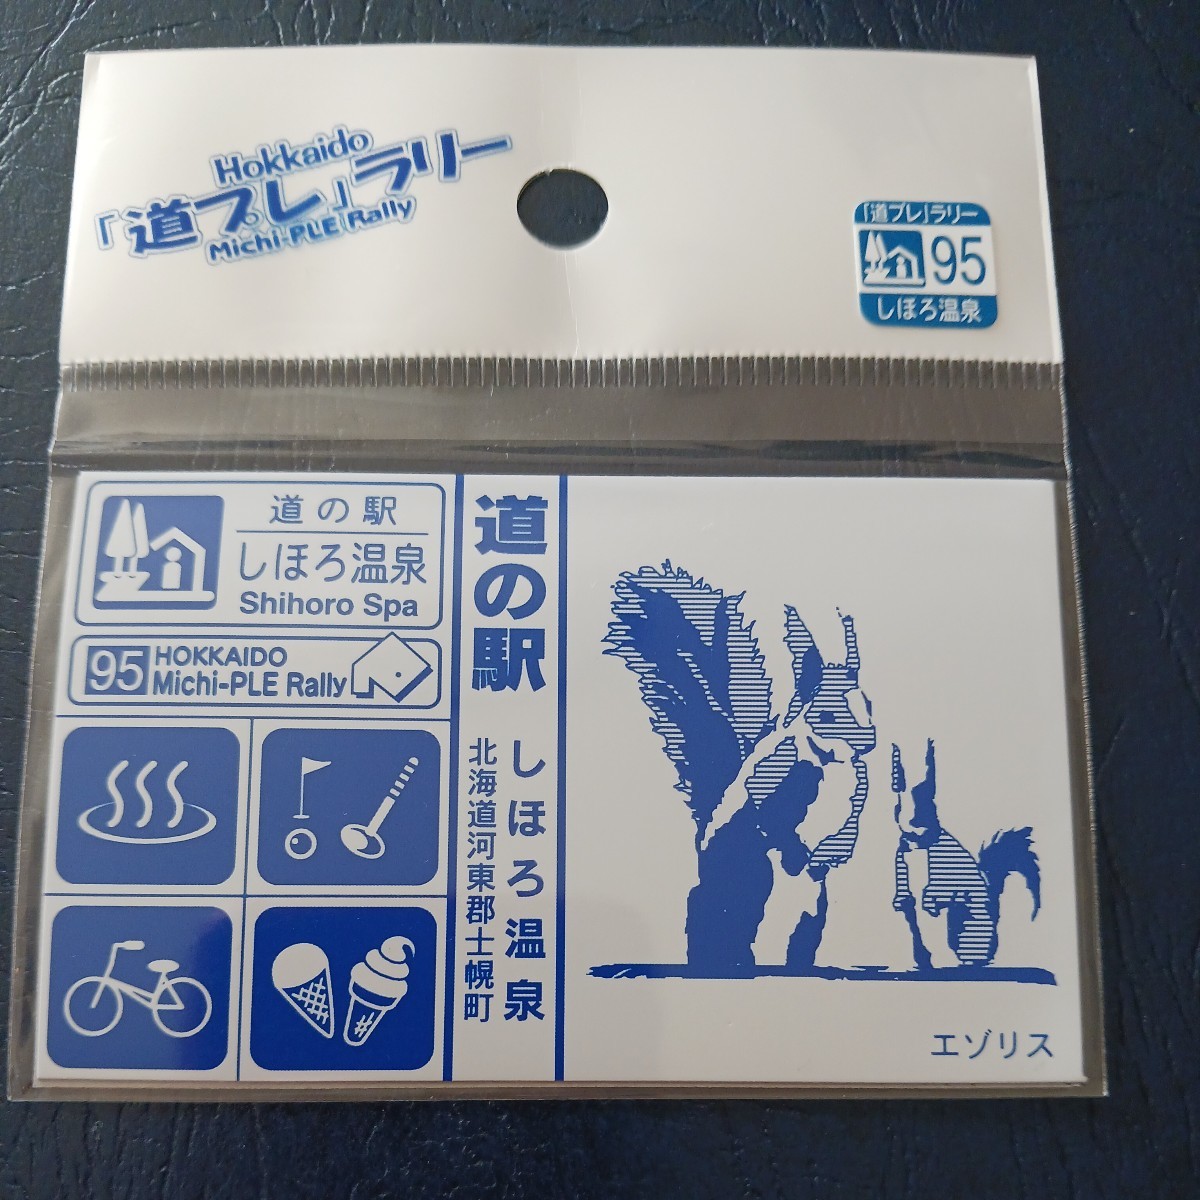 Hokkaido
「道プレ」ラリー
Michi-PLE Rally
「道プレ」ラリー
95
しほろ温泉
道の駅
しほろ温泉
Shihoro Spa
95 HOKKAIDO
Michi-PLE Rally
道の駅 しほろ温泉
北海道河東郡士幌町
エゾリス